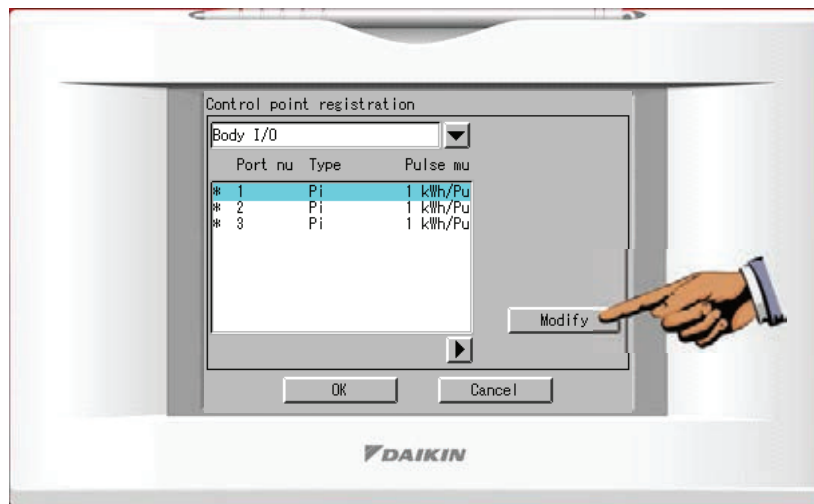 Control point registration
Body I/O
Port nu Type Pulse mu
* 1 Pi 1 kWh/Pu
* 2 Pi 1 kWh/Pu
* 3 Pi 1 kWh/Pu
Modify
OK Cancel
DAIKIN